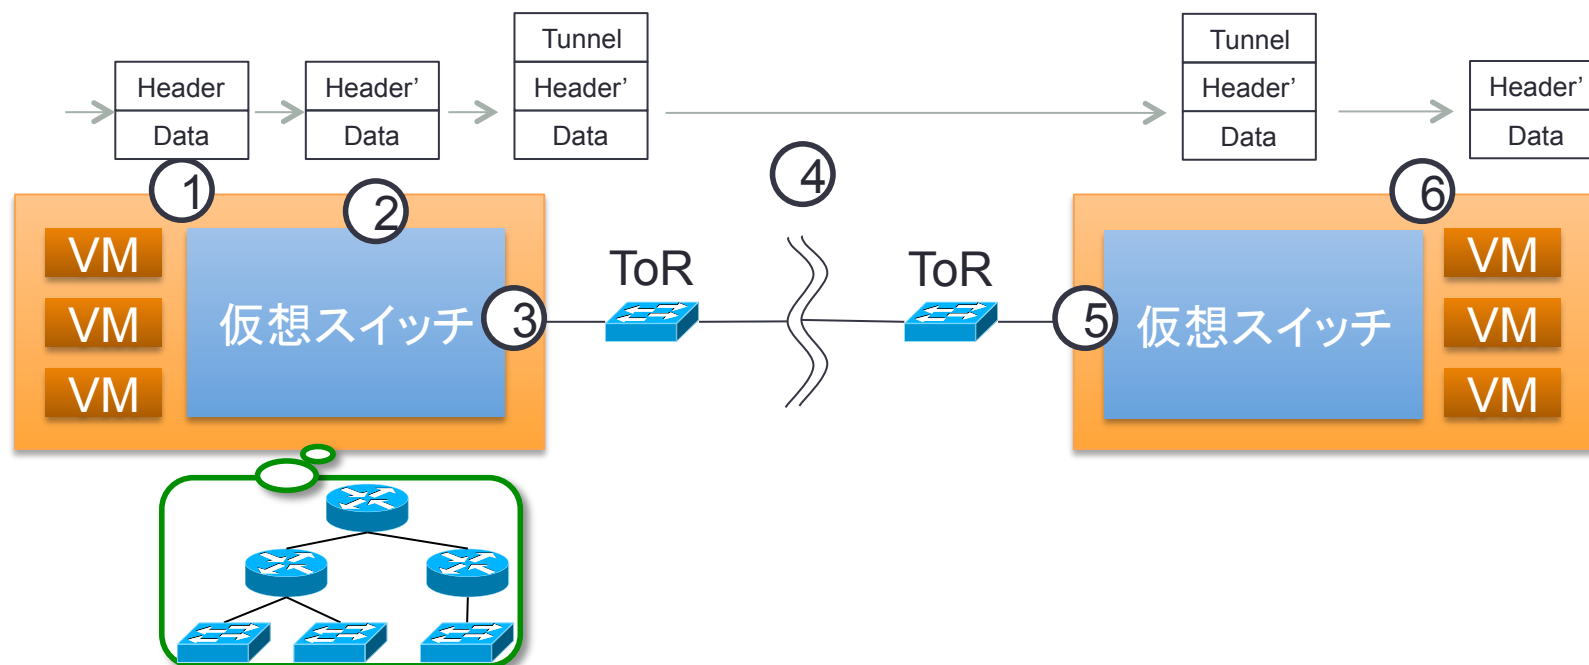 Tunnel
Header
Data
Header’
Data
Header’
Data
Tunnel
Header’
Data
Header’
Data
1
2
3
4
5
6
VM
VM
VM
仮想スイッチ
ToR
ToR
仮想スイッチ
VM
VM
VM